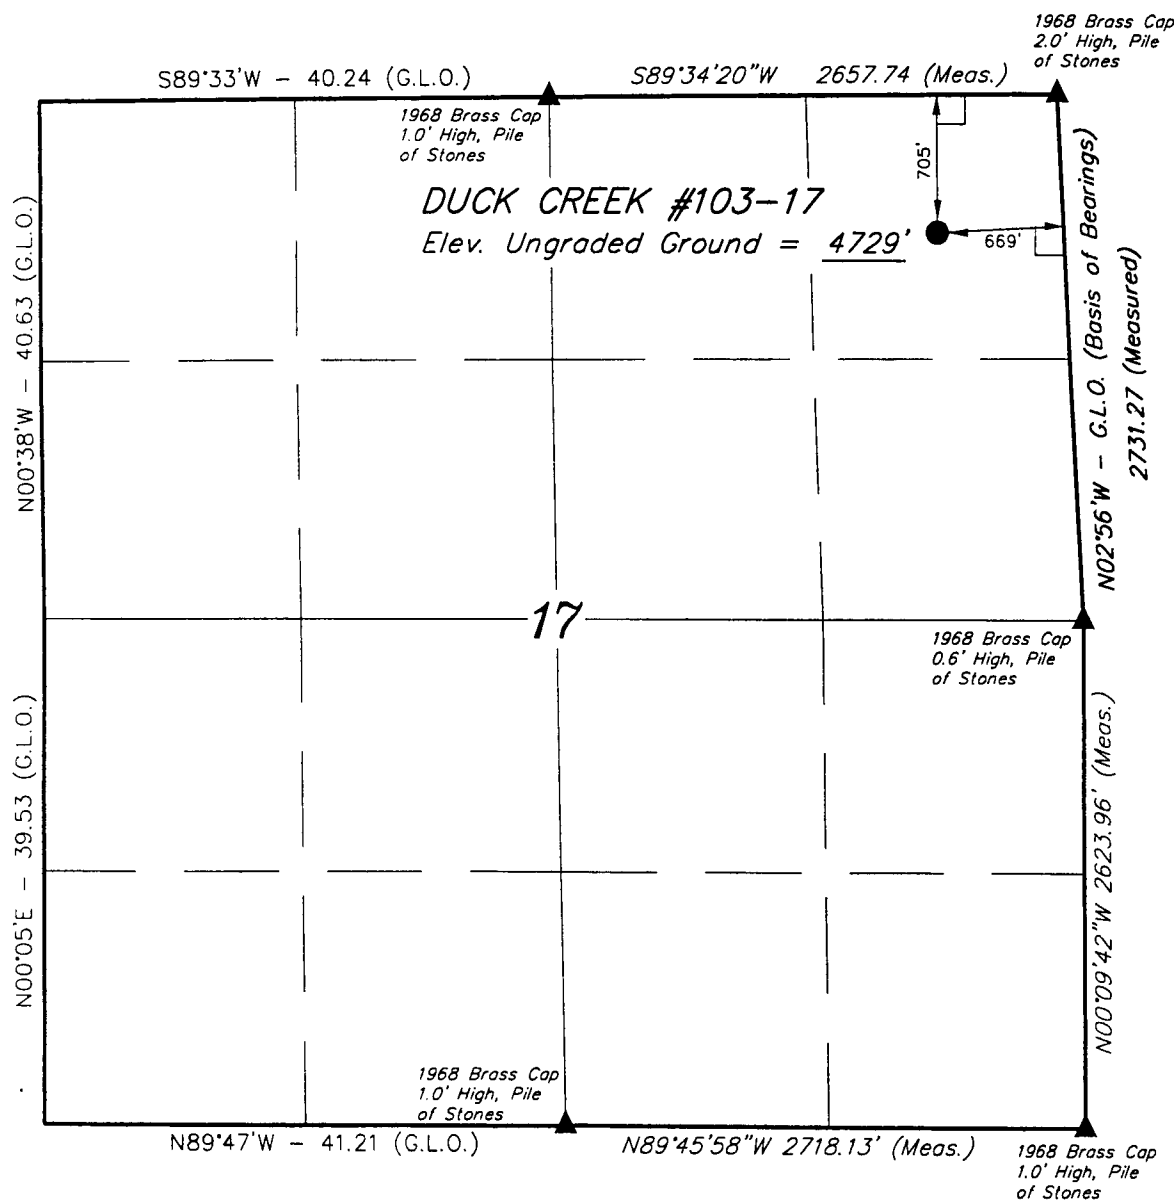 1968 Brass Cap
2.0' High, Pile
of Stones
S89°33'W - 40.24 (G.L.O.)
S89°34'20"W 2657.74 (Meas.)
1968 Brass Cap
1.0' High, Pile
of Stones
705'
DUCK CREEK #103-17
Elev. Ungraded Ground = 4729'
669'
N00°38'W - 40.63 (G.L.O.)
N02°56'W - G.L.O. (Basis of Bearings)
2731.27 (Measured)
17
1968 Brass Cap
0.6' High, Pile
of Stones
N00°05'E - 39.53 (G.L.O.)
N00°09'42"W 2623.96' (Meas.)
1968 Brass Cap
1.0' High, Pile
of Stones
N89°47'W - 41.21 (G.L.O.)
N89°45'58"W 2718.13' (Meas.)
1968 Brass Cap
1.0' High, Pile
of Stones